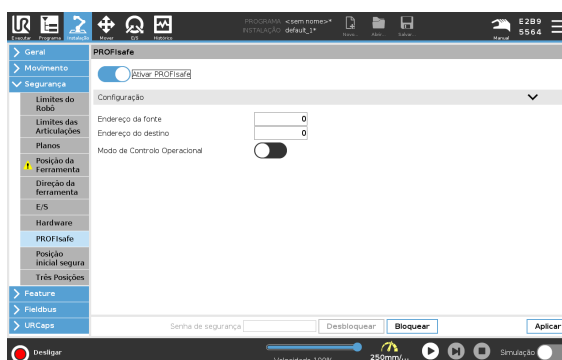 PROGRAMA <sem nome>*
INSTALAÇÃO default_1*
Executar Programa Instalação Mover E/S Histórico Novo... Abrir... Salvar... Manual
E2B9
5564
Geral
Movimento
Segurança
Limites do
Robô
Limites das
Articulações
Planos
Posição da
Ferramenta
Direção da
ferramenta
E/S
Hardware
PROFIsafe
Posição
inicial segura
Três Posições
Feature
Fieldbus
URCaps
PROFIsafe
Ativar PROFIsafe
Configuração
Endereço da fonte 0
Endereço do destino 0
Modo de Controlo Operacional
Senha de segurança Desbloquear Bloquear Aplicar
Desligar
Velocidade 100%
250mm/...
Simulação